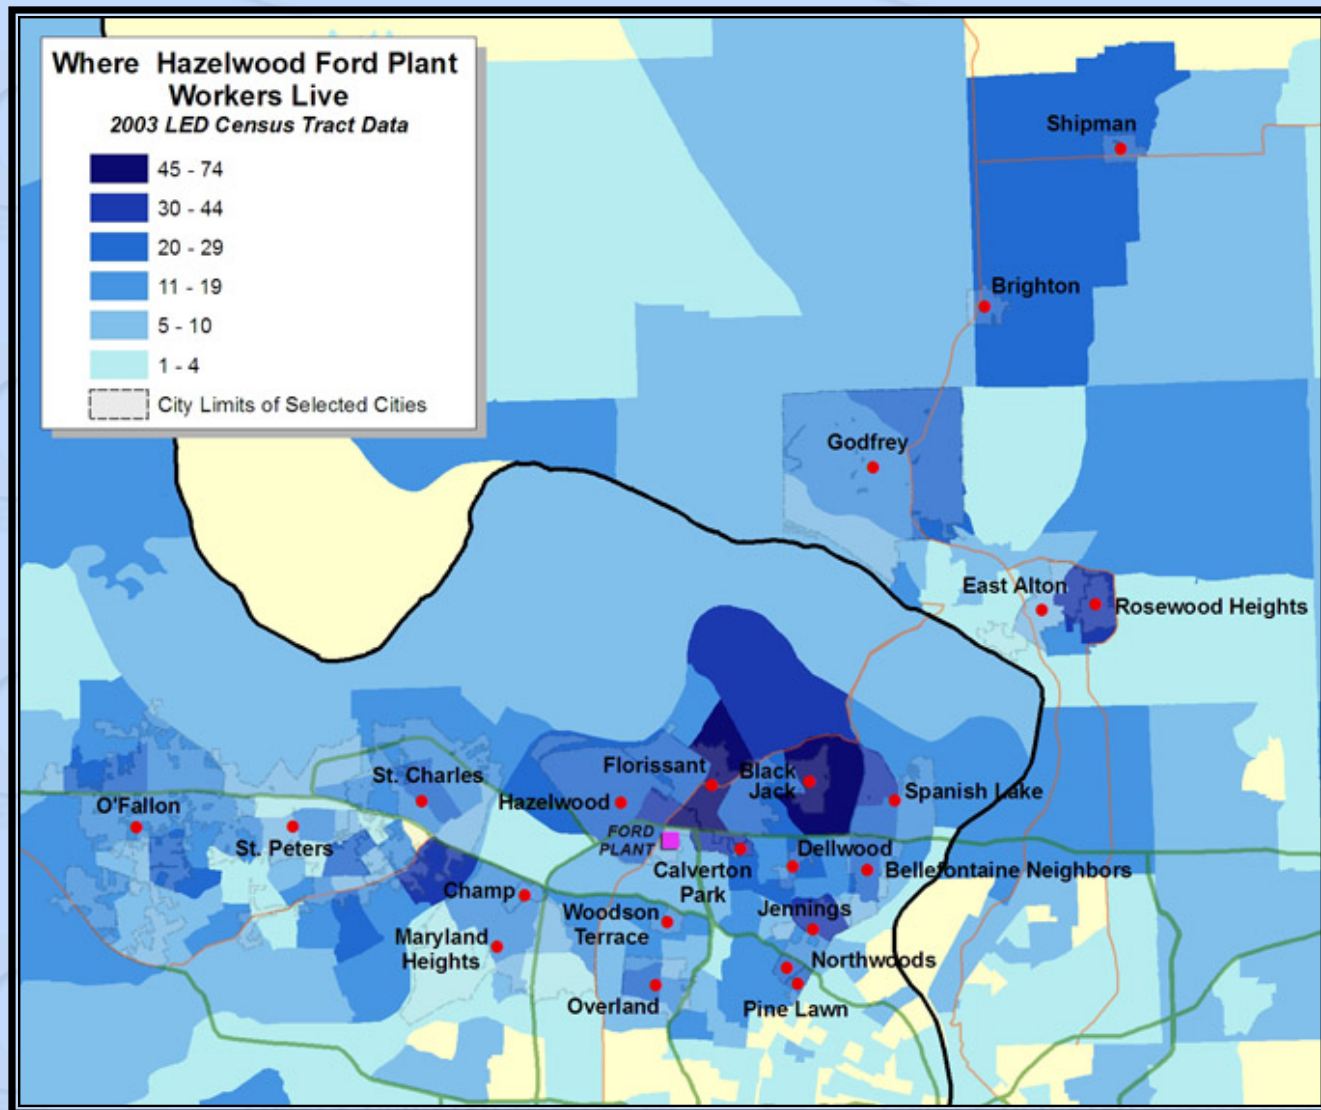 Where Hazelwood Ford Plant
Workers Live
2003 LED Census Tract Data
45 - 74
30 - 44
20 - 29
11 - 19
5 - 10
1 - 4
City Limits of Selected Cities
Shipman
Brighton
Godfrey
East Alton
Rosewood Heights
Florissant
Black
Jack
St. Charles
Hazelwood
Spanish Lake
O'Fallon
FORD
PLANT
St. Peters
Dellwood
Calverton
Park
Bellefontaine Neighbors
Champ
Woodson
Terrace
Jennings
Maryland
Heights
Northwoods
Overland
Pine Lawn